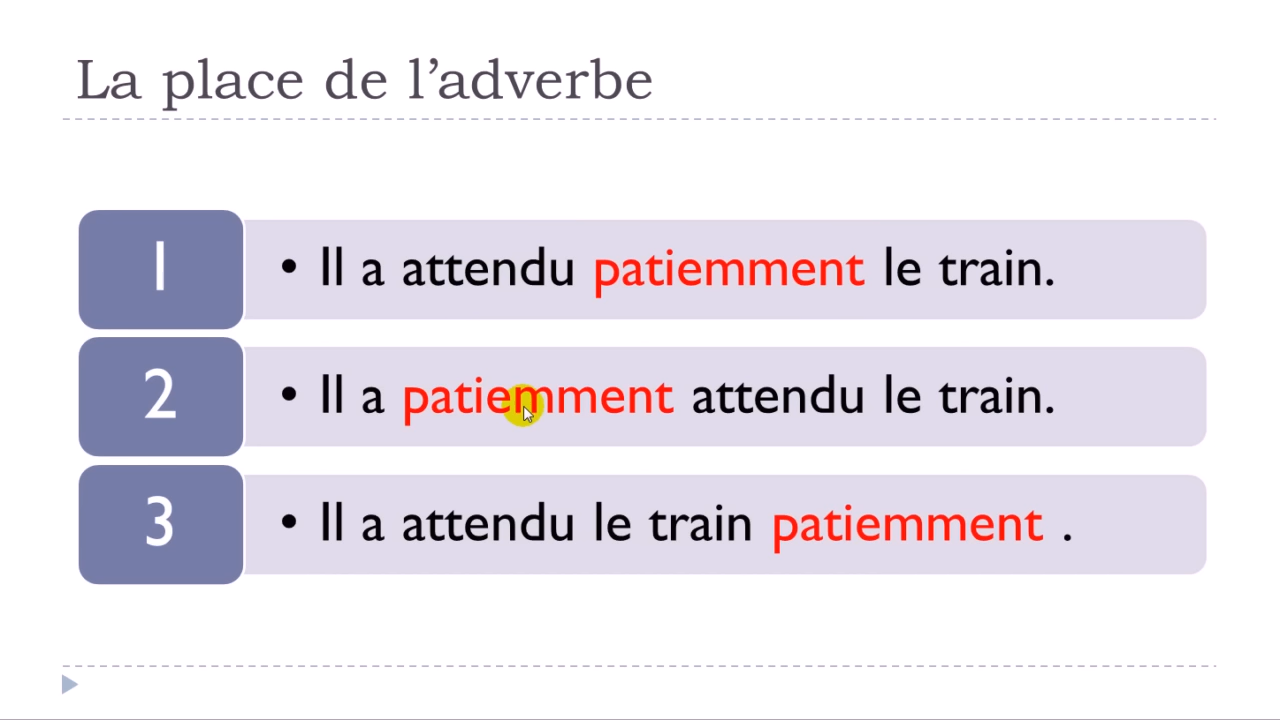 La place de l’adverbe
1
• Il a attendu patiemment le train.
2
• Il a patiemment attendu le train.
3
• Il a attendu le train patiemment .